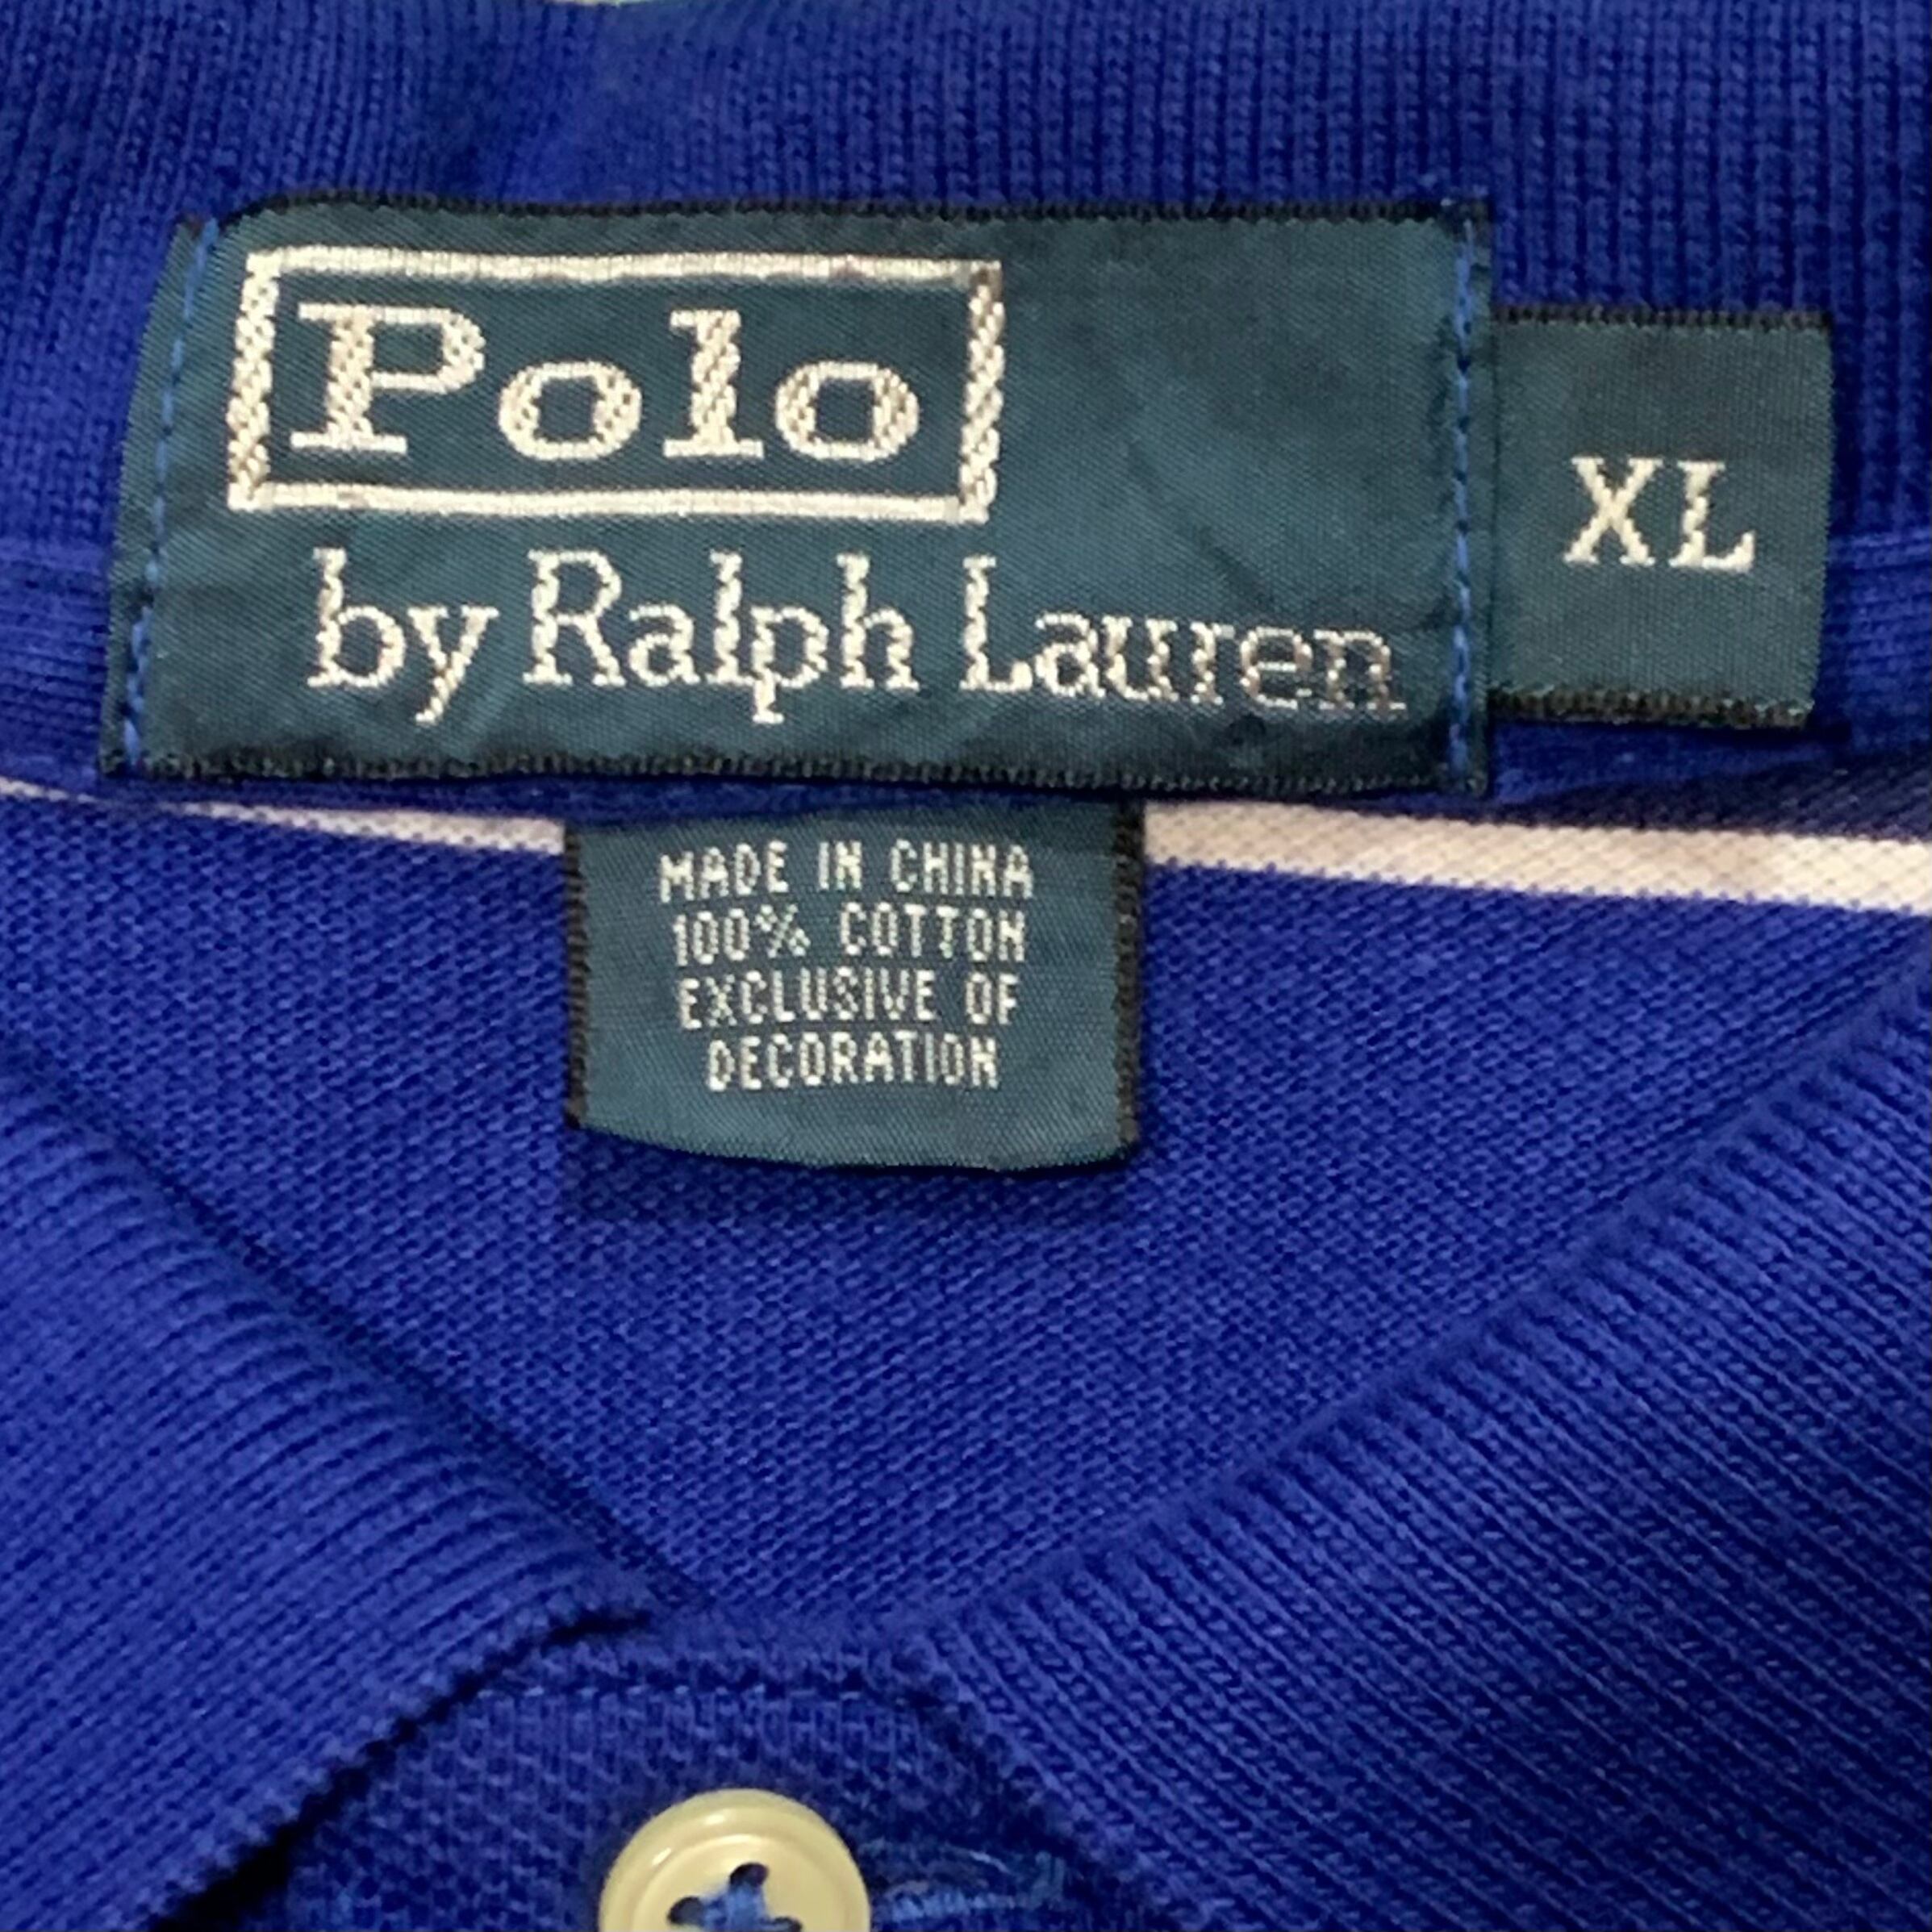 Polo
by Ralph Lauren
XL
MADE IN CHINA
100% COTTON
EXCLUSIVE OF
DECORATION